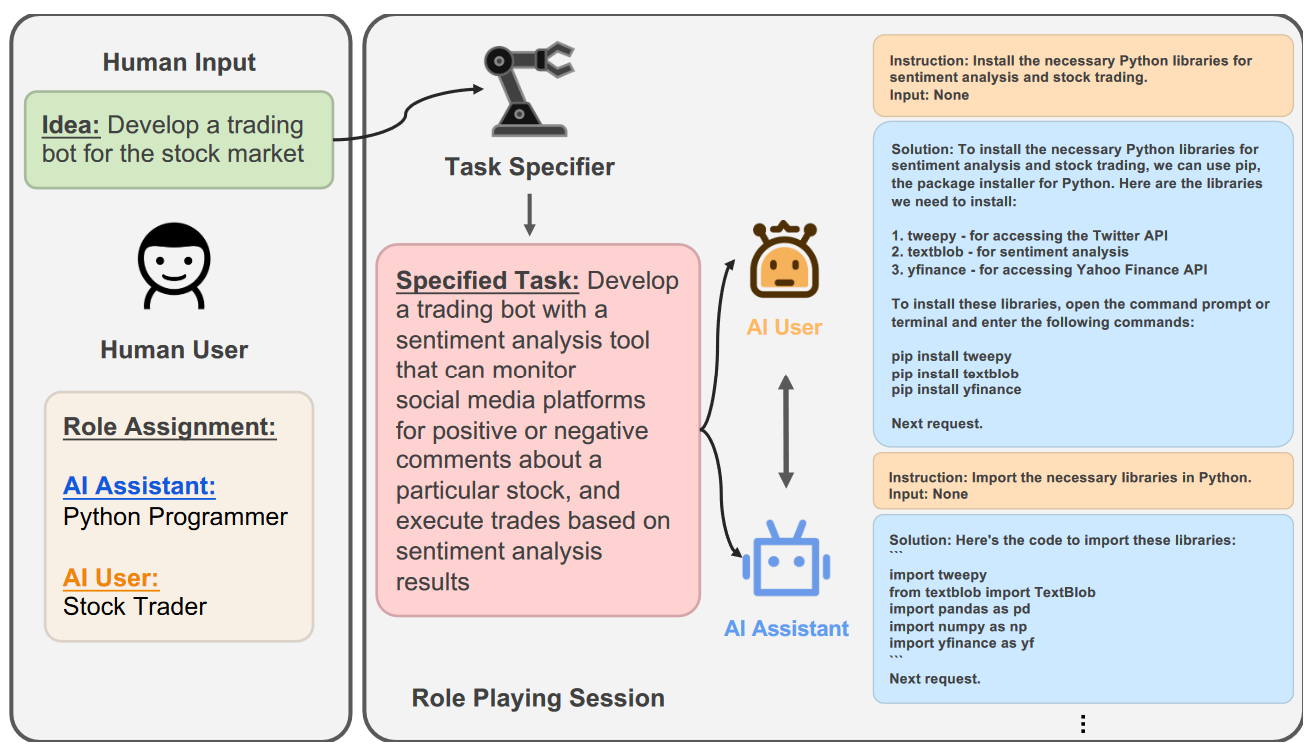 Human Input
Idea: Develop a trading
bot for the stock market
Human User
Role Assignment:
AI Assistant:
Python Programmer
AI User:
Stock Trader
Task Specifier
Specified Task: Develop
a trading bot with a
sentiment analysis tool
that can monitor
social media platforms
for positive or negative
comments about a
particular stock, and
execute trades based on
sentiment analysis
results
Role Playing Session
AI User
AI Assistant
Instruction: Install the necessary Python libraries for
sentiment analysis and stock trading.
Input: None
Solution: To install the necessary Python libraries for
sentiment analysis and stock trading, we can use pip,
the package installer for Python. Here are the libraries
we need to install:
1. tweepy - for accessing the Twitter API
2. textblob - for sentiment analysis
3. yfinance - for accessing Yahoo Finance API
To install these libraries, open the command prompt or
terminal and enter the following commands:
pip install tweepy
pip install textblob
pip install yfinance
Next request.
Instruction: Import the necessary libraries in Python.
Input: None
Solution: Here's the code to import these libraries:
```
import tweepy
from textblob import TextBlob
import pandas as pd
import numpy as np
import yfinance as yf
```
Next request.
⋮